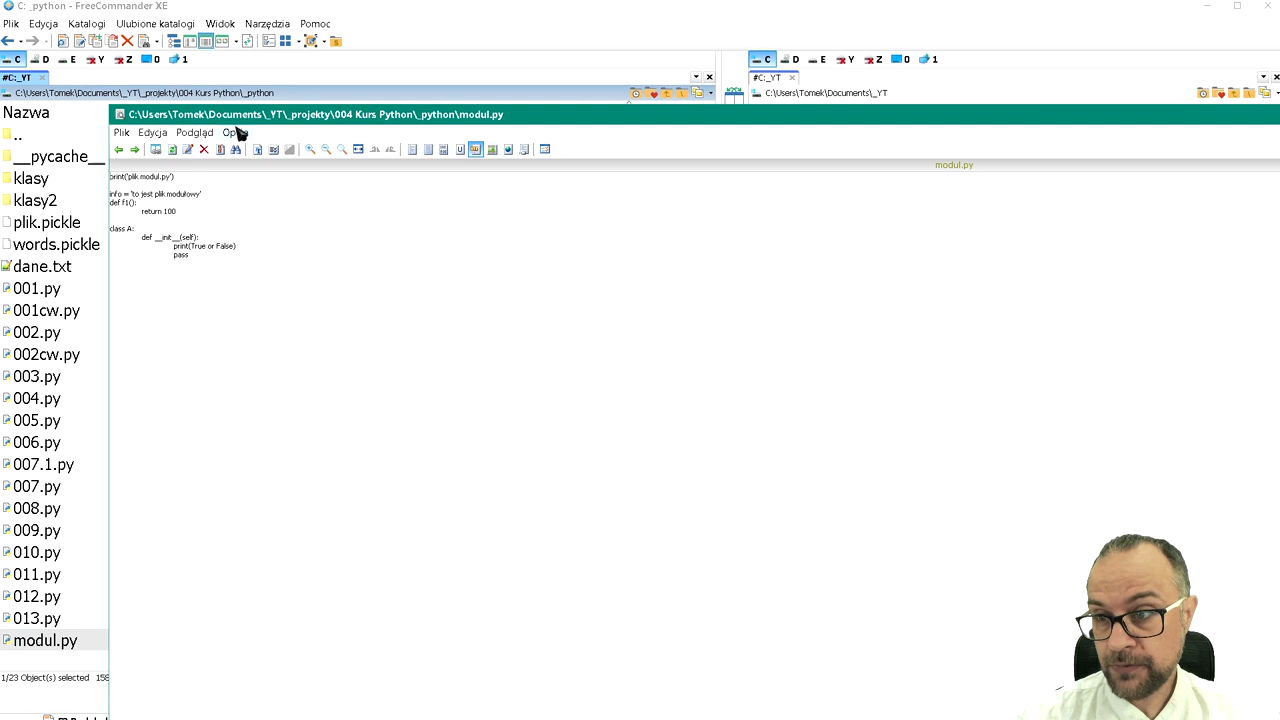 C: _python - FreeCommander XE
Plik Edycja Katalogi Ulubione katalogi Widok Narzędzia Pomoc
C D E Y Z 0 1
C D E Y Z 0 1
#C:_YT
#C:_YT
C:\Users\Tomek\Documents\_YT\_projekty\004 Kurs Python\_python
C:\Users\Tomek\Documents\_YT
Nazwa
..
__pycache__
klasy
klasy2
plik.pickle
words.pickle
dane.txt
001.py
001cw.py
002.py
002cw.py
003.py
004.py
005.py
006.py
007.1.py
007.py
008.py
009.py
010.py
011.py
012.py
013.py
modul.py
1/23 Object(s) selected 158
C:\Users\Tomek\Documents\_YT\_projekty\004 Kurs Python\_python\modul.py
Plik Edycja Podgląd
modul.py
print('plik modul.py')
info = 'to jest plik modułowy'
def f1():
return 100
class A:
def __init__(self):
print(True or False)
pass